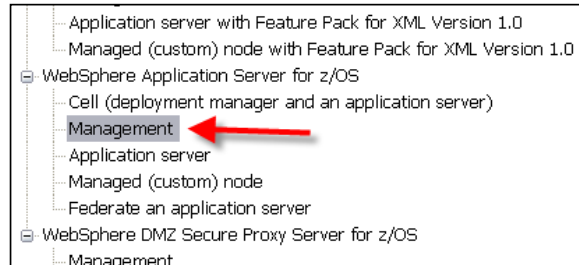 Application server with Feature Pack for XML Version 1.0
Managed (custom) node with Feature Pack for XML Version 1.0
WebSphere Application Server for z/OS
Cell (deployment manager and an application server)
Management
Application server
Managed (custom) node
Federate an application server
WebSphere DMZ Secure Proxy Server for z/OS
Management